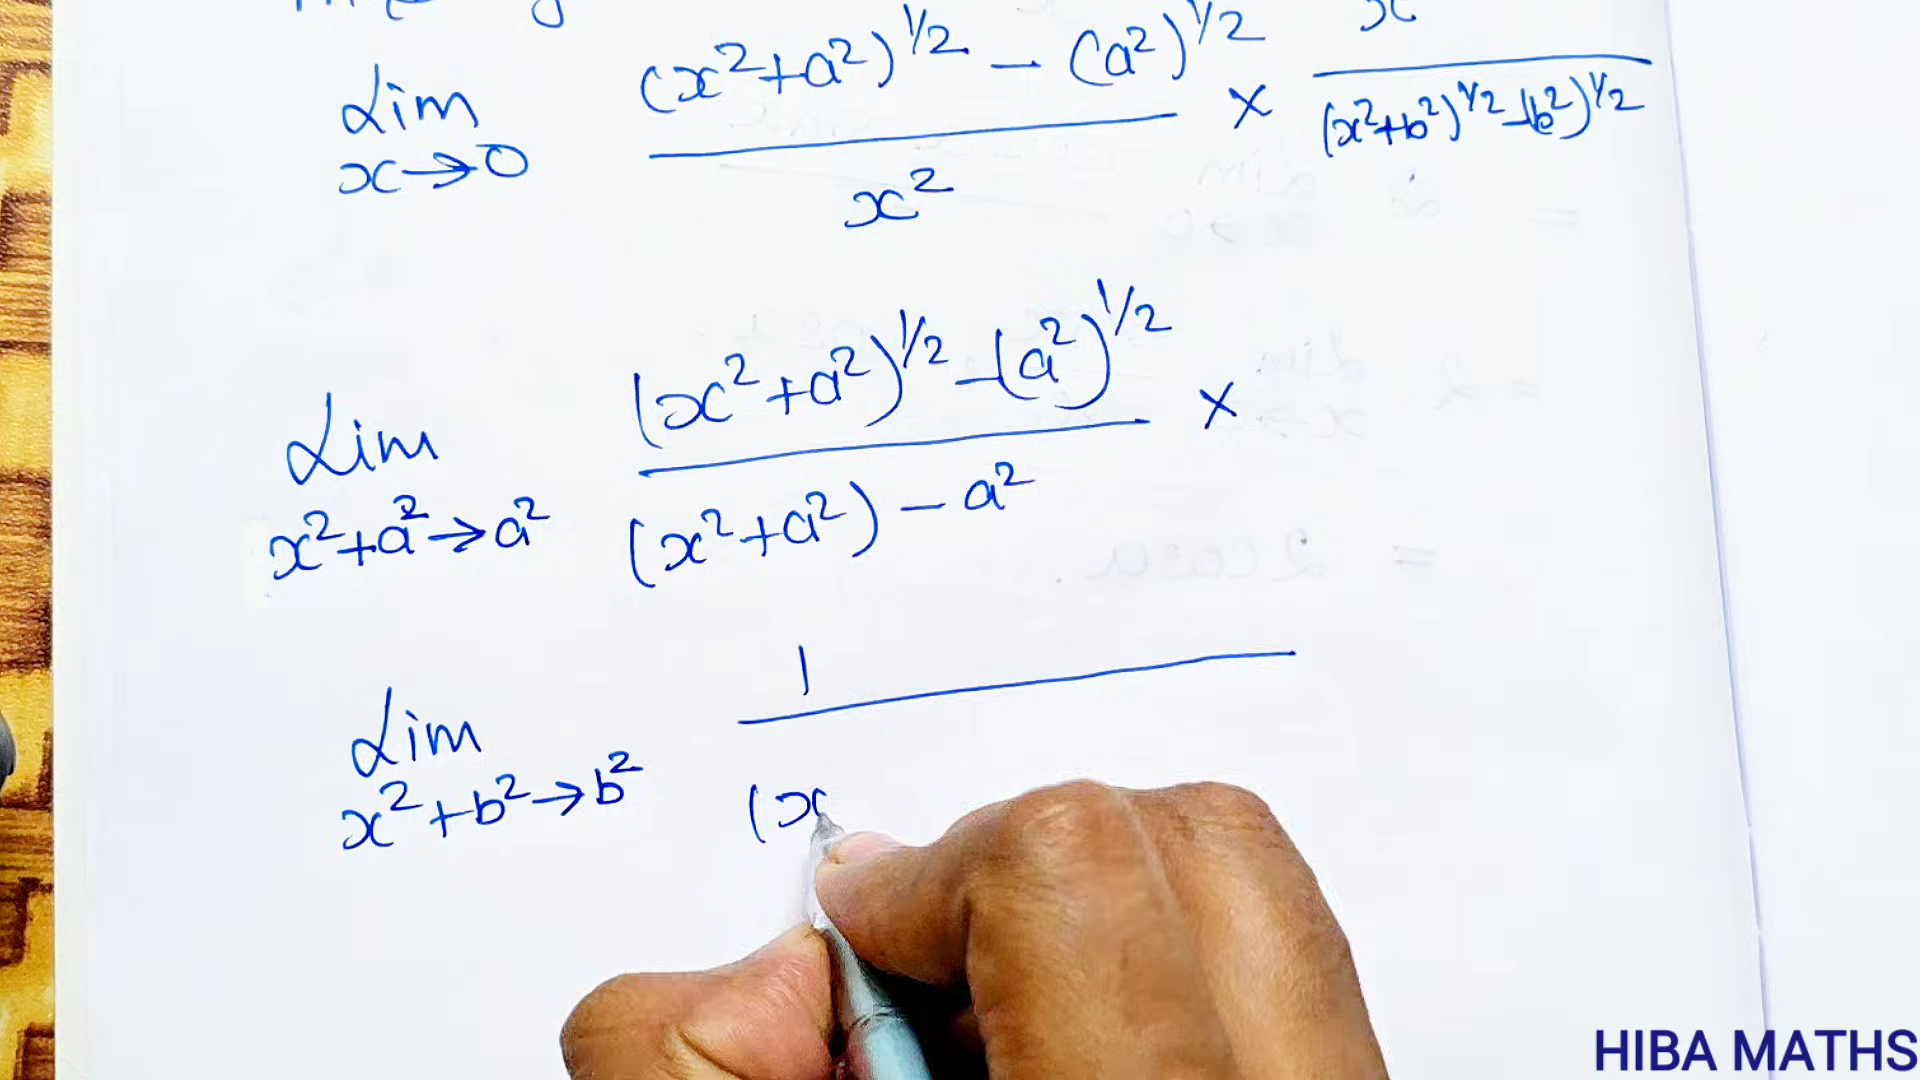 Lim x→0 (x²+a²)^1/2 − (a²)^1/2 / x² × x / (x²+b²)^1/2 − (b²)^1/2
Lim x²+a²→a² (x²+a²)^1/2 − (a²)^1/2 / (x²+a²) − a² ×
Lim x²+b²→b² 1 / (x
HIBA MATHS